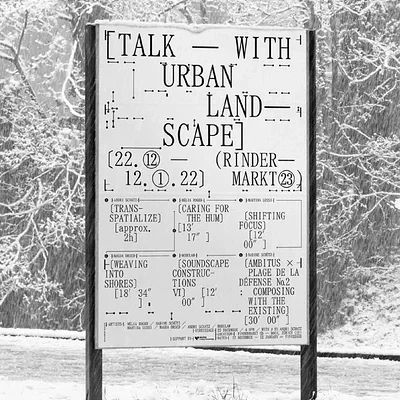 [TALK — WITH
URBAN
LAND—
SCAPE]
[22.⑫ — (RINDER—
12.①.22] MARKT㉓)
[TRANS-
SPATIALIZE]
[approx.
2h]
[CARING FOR
THE HUM]
[13'
17" ]
[SHIFTING
FOCUS]
[12'
00" ]
[WEAVING
INTO
SHORES]
[18' 34"
]
[SOUNDSCAPE
CONSTRUC-
TIONS
VI] [12'
00" ]
[AMBITUS ×
PLAGE DE LA
DÉFENSE No.2
: COMPOSING
WITH THE
EXISTING]
[30' 00" ]